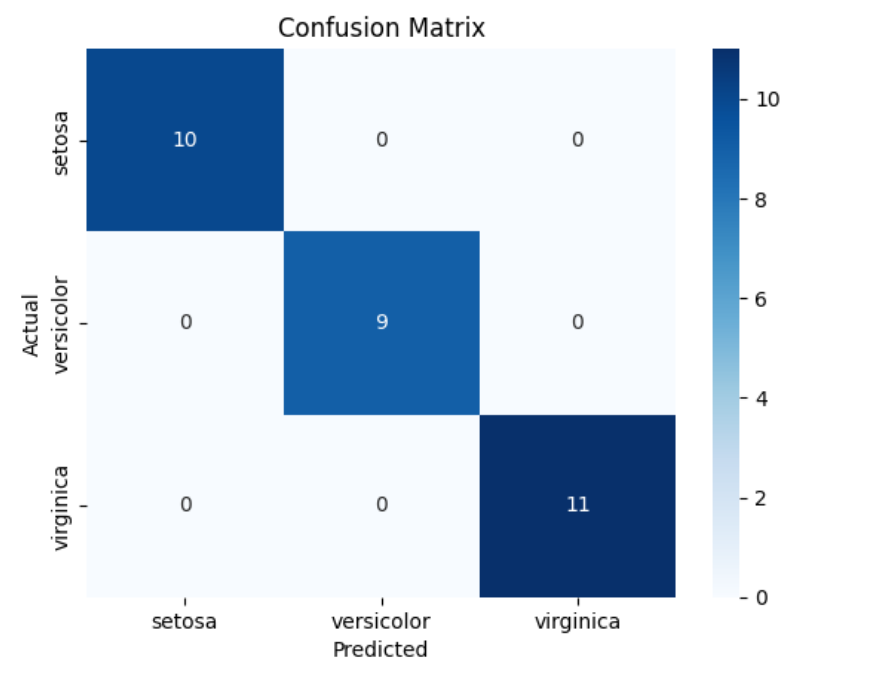 Confusion Matrix
setosa
10
0
0
Actual
versicolor
0
9
0
virginica
0
0
11
setosa
versicolor
virginica
Predicted
10
8
6
4
2
0